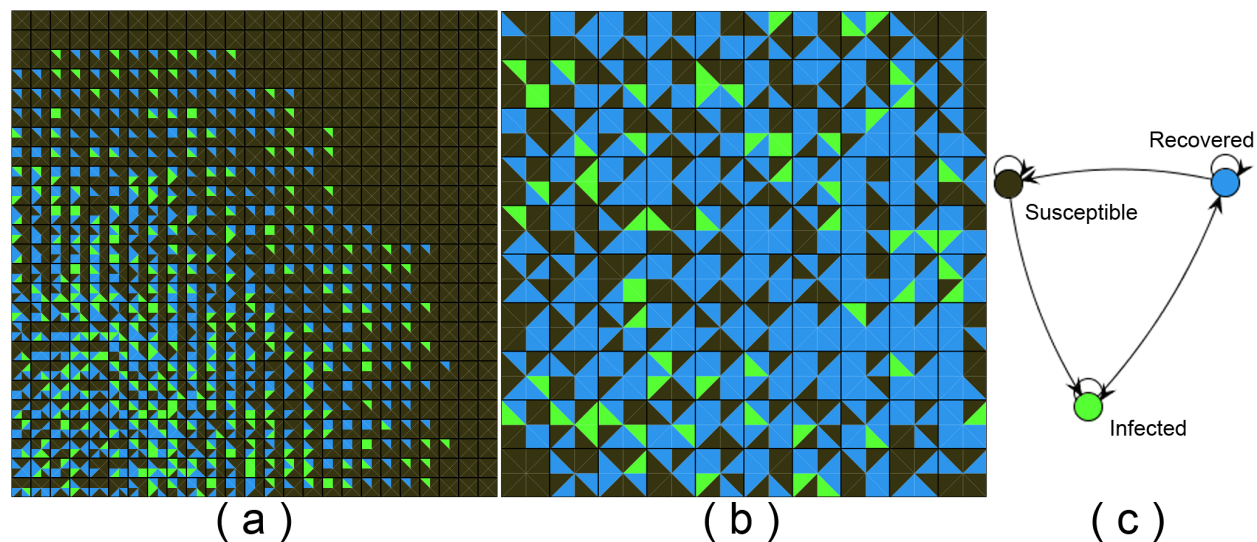 Recovered
Susceptible
Infected
( a )
( b )
( c )